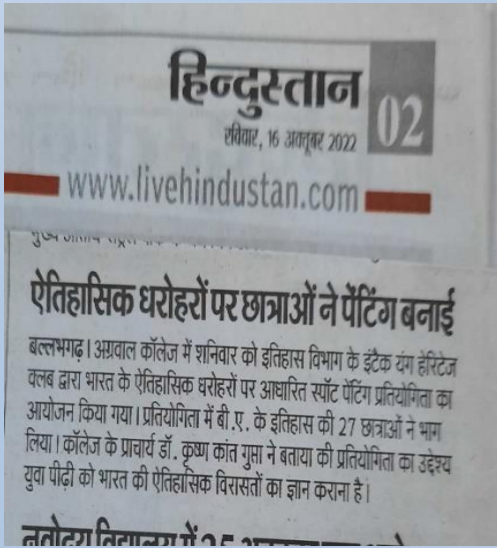 हिन्दुस्तान
02
रविवार, 16 अक्तूबर 2022
www.livehindustan.com
ऐतिहासिक धरोहरों पर छात्राओं ने पेंटिंग बनाई
बल्लभगढ़। अग्रवाल कॉलेज में शनिवार को इतिहास विभाग के इंटैक यंग हेरिटेज
क्लब द्वारा भारत के ऐतिहासिक धरोहरों पर आधारित स्पॉट पेंटिंग प्रतियोगिता का
आयोजन किया गया। प्रतियोगिता में बी.ए. के इतिहास की 27 छात्राओं ने भाग
लिया। कॉलेज के प्राचार्य डॉ. कृष्ण कांत गुप्ता ने बताया की प्रतियोगिता का उद्देश्य
युवा पीढ़ी को भारत की ऐतिहासिक विरासतों का ज्ञान कराना है।